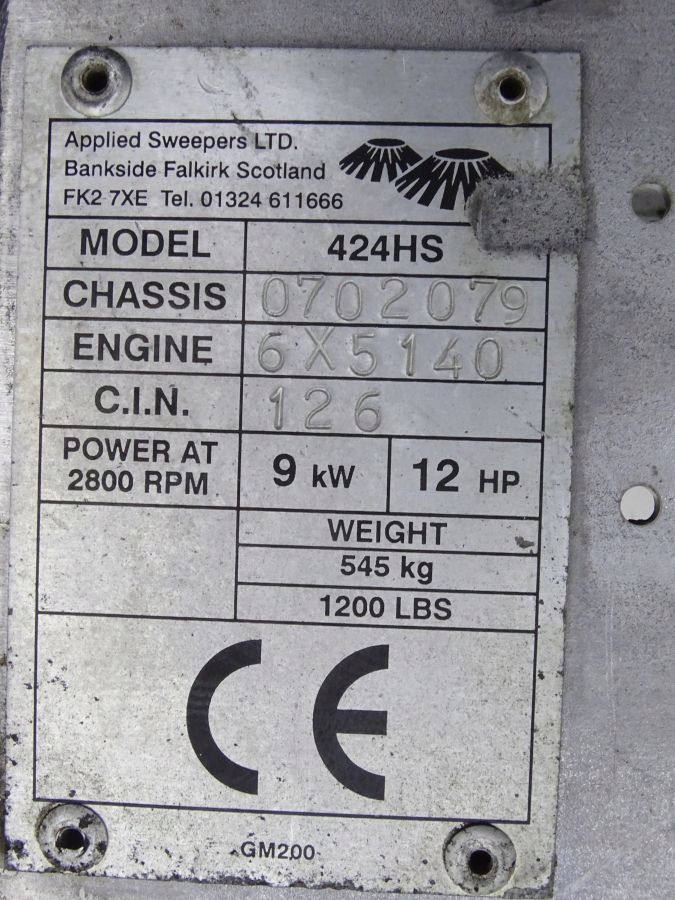 Applied Sweepers LTD.
Bankside Falkirk Scotland
FK2 7XE Tel. 01324 611666
MODEL 424HS
CHASSIS 0702079
ENGINE 6X5140
C.I.N. 126
POWER AT
2800 RPM
9 kW 12 HP
WEIGHT
545 kg
1200 LBS
CE
GM200